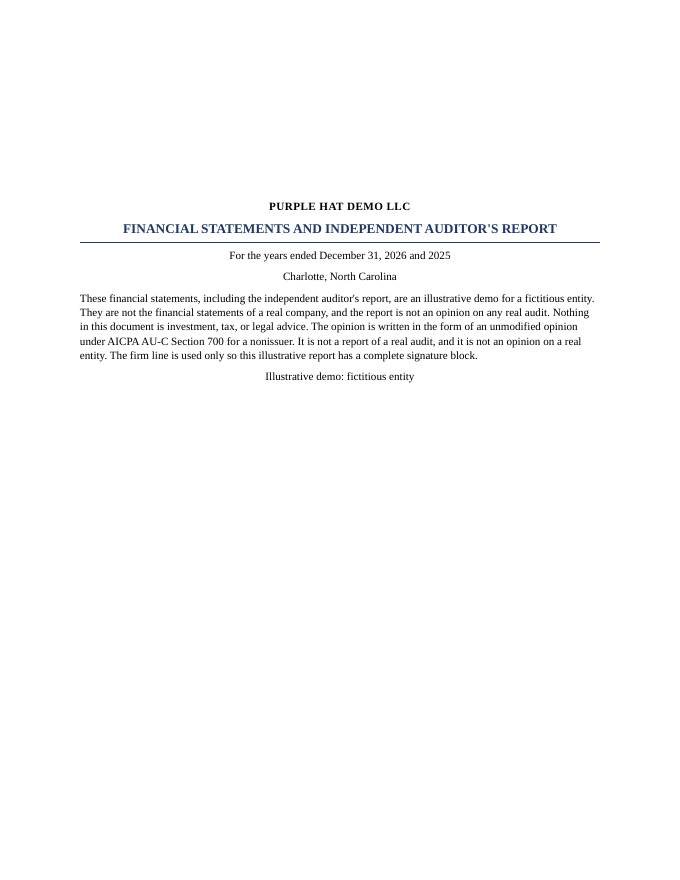 PURPLE HAT DEMO LLC
FINANCIAL STATEMENTS AND INDEPENDENT AUDITOR'S REPORT
For the years ended December 31, 2026 and 2025
Charlotte, North Carolina
These financial statements, including the independent auditor's report, are an illustrative demo for a fictitious entity.
They are not the financial statements of a real company, and the report is not an opinion on any real audit. Nothing
in this document is investment, tax, or legal advice. The opinion is written in the form of an unmodified opinion
under AICPA AU-C Section 700 for a nonissuer. It is not a report of a real audit, and it is not an opinion on a real
entity. The firm line is used only so this illustrative report has a complete signature block.
Illustrative demo: fictitious entity